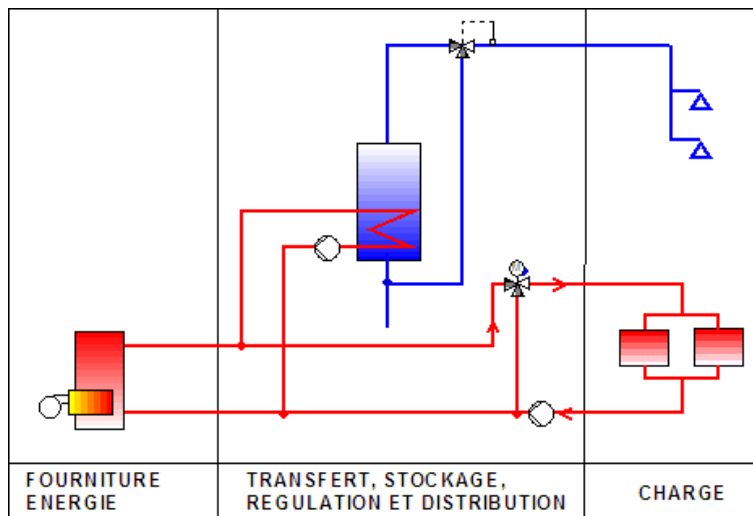 FOURNITURE
ENERGIE
TRANSFERT, STOCKAGE,
REGULATION ET DISTRIBUTION
CHARGE